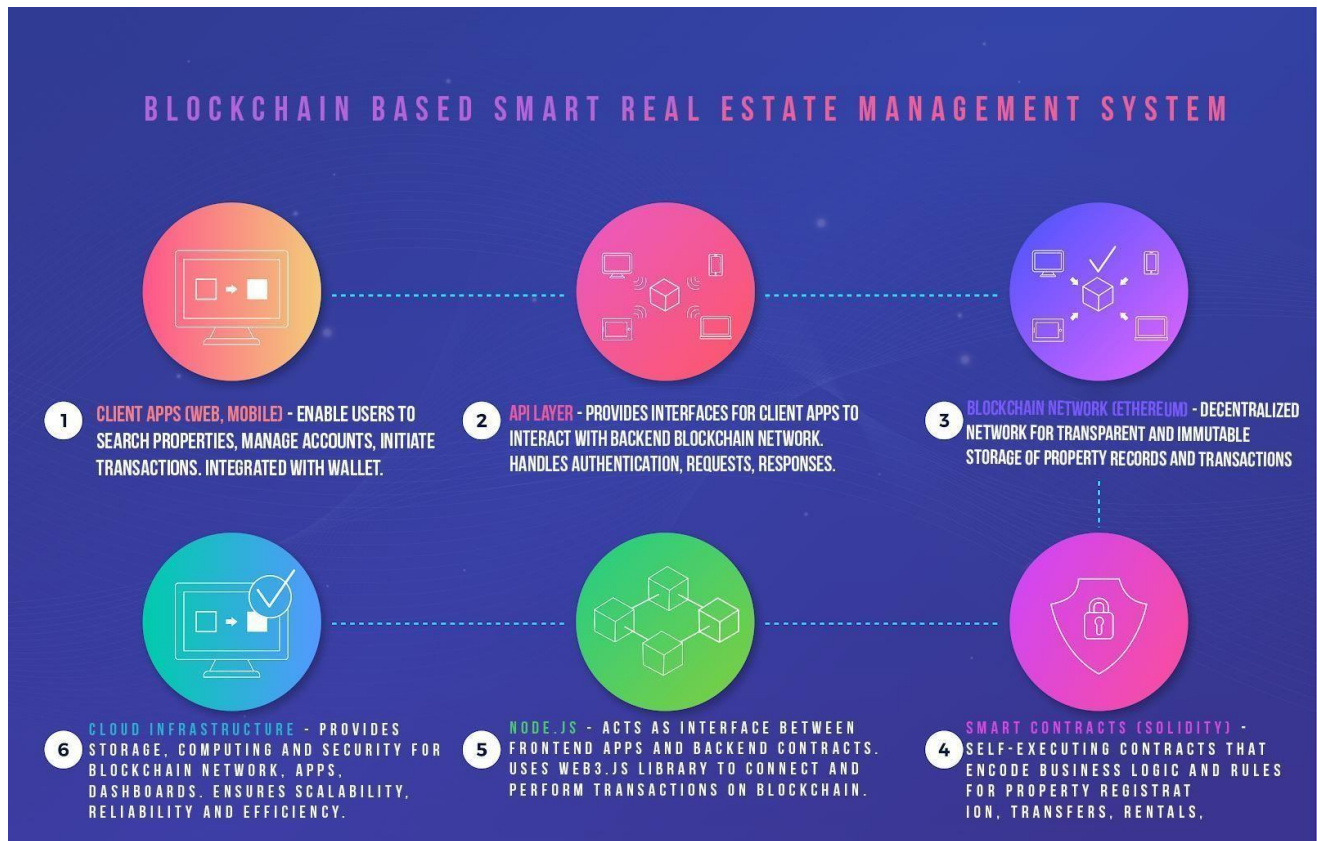 BLOCKCHAIN BASED SMART REAL ESTATE MANAGEMENT SYSTEM
1
CLIENT APPS (WEB, MOBILE) - ENABLE USERS TO
SEARCH PROPERTIES, MANAGE ACCOUNTS, INITIATE
TRANSACTIONS. INTEGRATED WITH WALLET.
2
API LAYER - PROVIDES INTERFACES FOR CLIENT APPS TO
INTERACT WITH BACKEND BLOCKCHAIN NETWORK.
HANDLES AUTHENTICATION, REQUESTS, RESPONSES.
3
BLOCKCHAIN NETWORK (ETHEREUM) - DECENTRALIZED
NETWORK FOR TRANSPARENT AND IMMUTABLE
STORAGE OF PROPERTY RECORDS AND TRANSACTIONS
4
SMART CONTRACTS (SOLIDITY) -
SELF-EXECUTING CONTRACTS THAT
ENCODE BUSINESS LOGIC AND RULES
FOR PROPERTY REGISTRAT
ION, TRANSFERS, RENTALS,
5
NODE.JS - ACTS AS INTERFACE BETWEEN
FRONTEND APPS AND BACKEND CONTRACTS.
USES WEB3.JS LIBRARY TO CONNECT AND
PERFORM TRANSACTIONS ON BLOCKCHAIN.
6
CLOUD INFRASTRUCTURE - PROVIDES
STORAGE, COMPUTING AND SECURITY FOR
BLOCKCHAIN NETWORK, APPS,
DASHBOARDS. ENSURES SCALABILITY,
RELIABILITY AND EFFICIENCY.